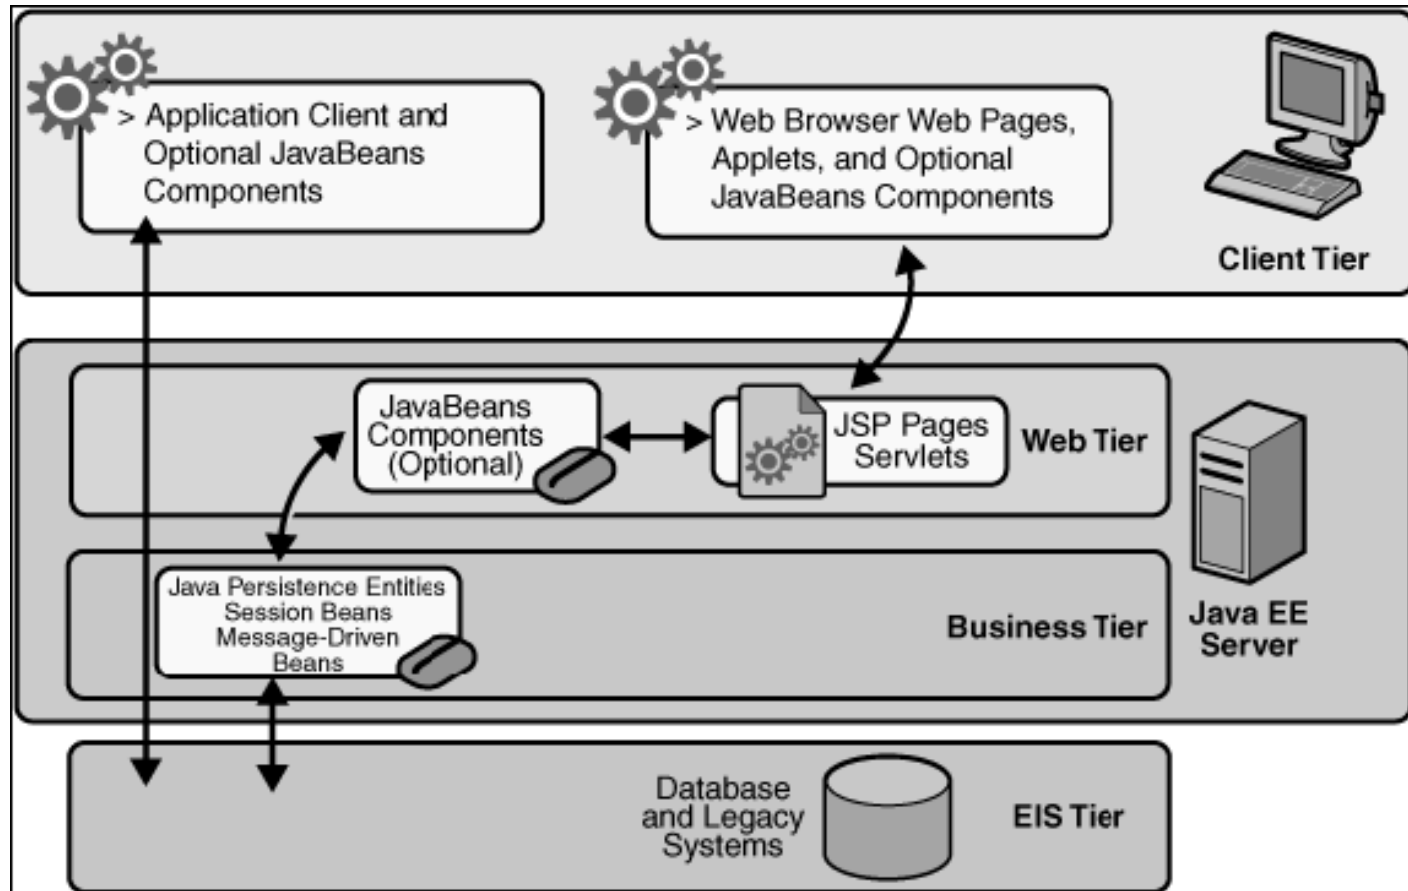 > Application Client and
Optional JavaBeans
Components
> Web Browser Web Pages,
Applets, and Optional
JavaBeans Components
Client Tier
JavaBeans
Components
(Optional)
JSP Pages
Servlets
Web Tier
Java Persistence Entities
Session Beans
Message-Driven
Beans
Business Tier
Java EE
Server
Database
and Legacy
Systems
EIS Tier